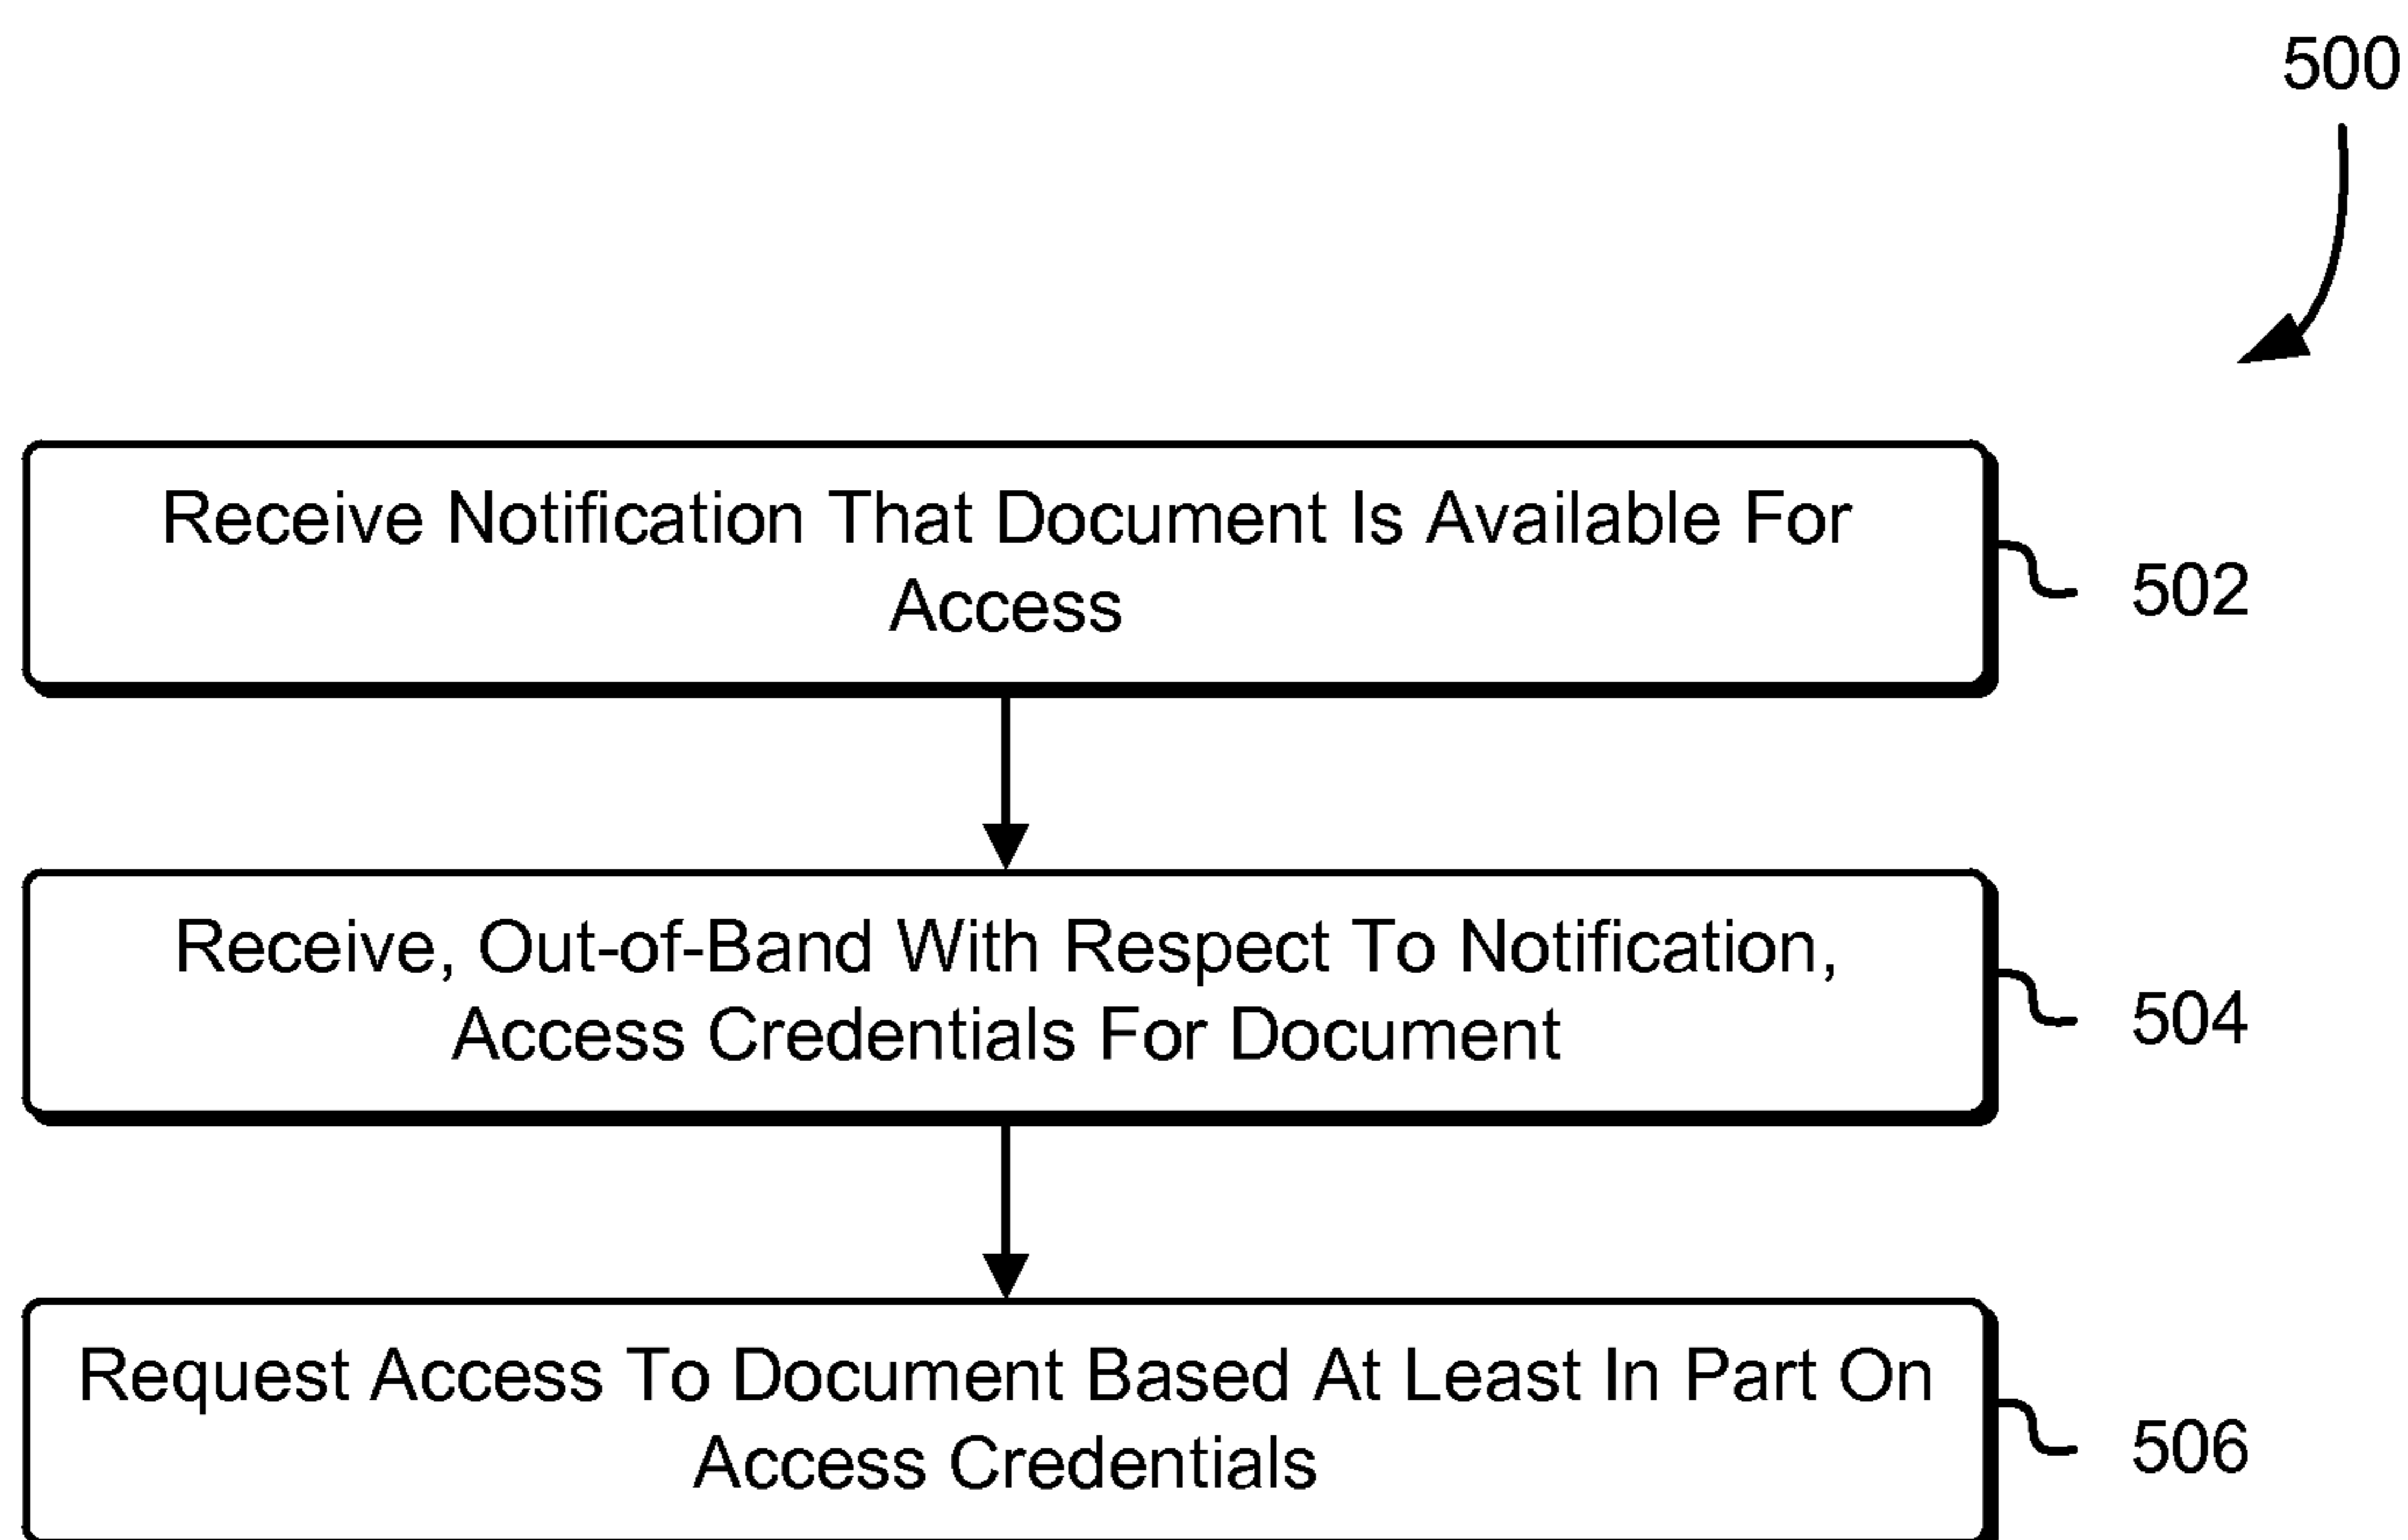 500
Receive Notification That Document Is Available For
Access
502
Receive, Out-of-Band With Respect To Notification,
Access Credentials For Document
504
Request Access To Document Based At Least In Part On
Access Credentials
506